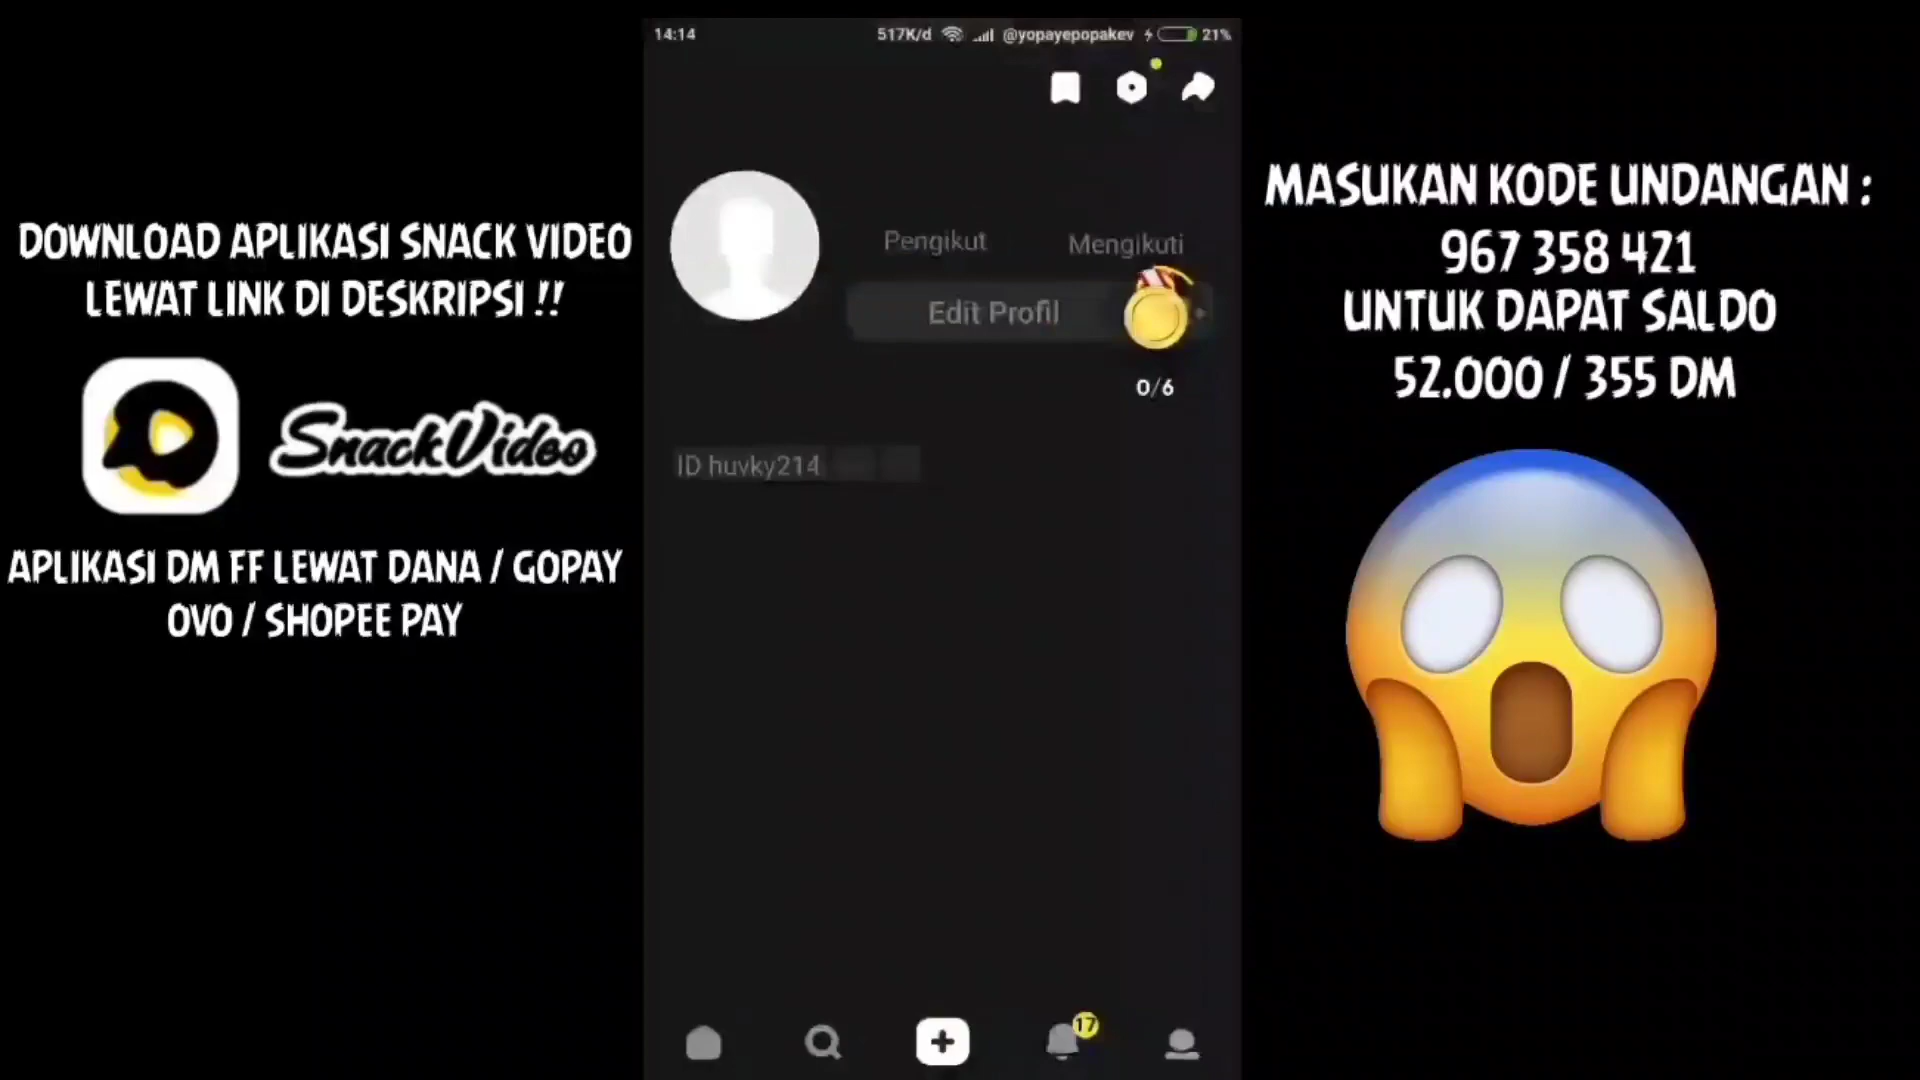 DOWNLOAD APLIKASI SNACK VIDEO
LEWAT LINK DI DESKRIPSI !!
SnackVideo
APLIKASI DM FF LEWAT DANA / GOPAY
OVO / SHOPEE PAY
14:14
517K/d
@yopayepopakev
21%
Pengikut
Mengikuti
Edit Profil
0/6
ID huvky214
17
MASUKAN KODE UNDANGAN :
967 358 421
UNTUK DAPAT SALDO
52.000 / 355 DM